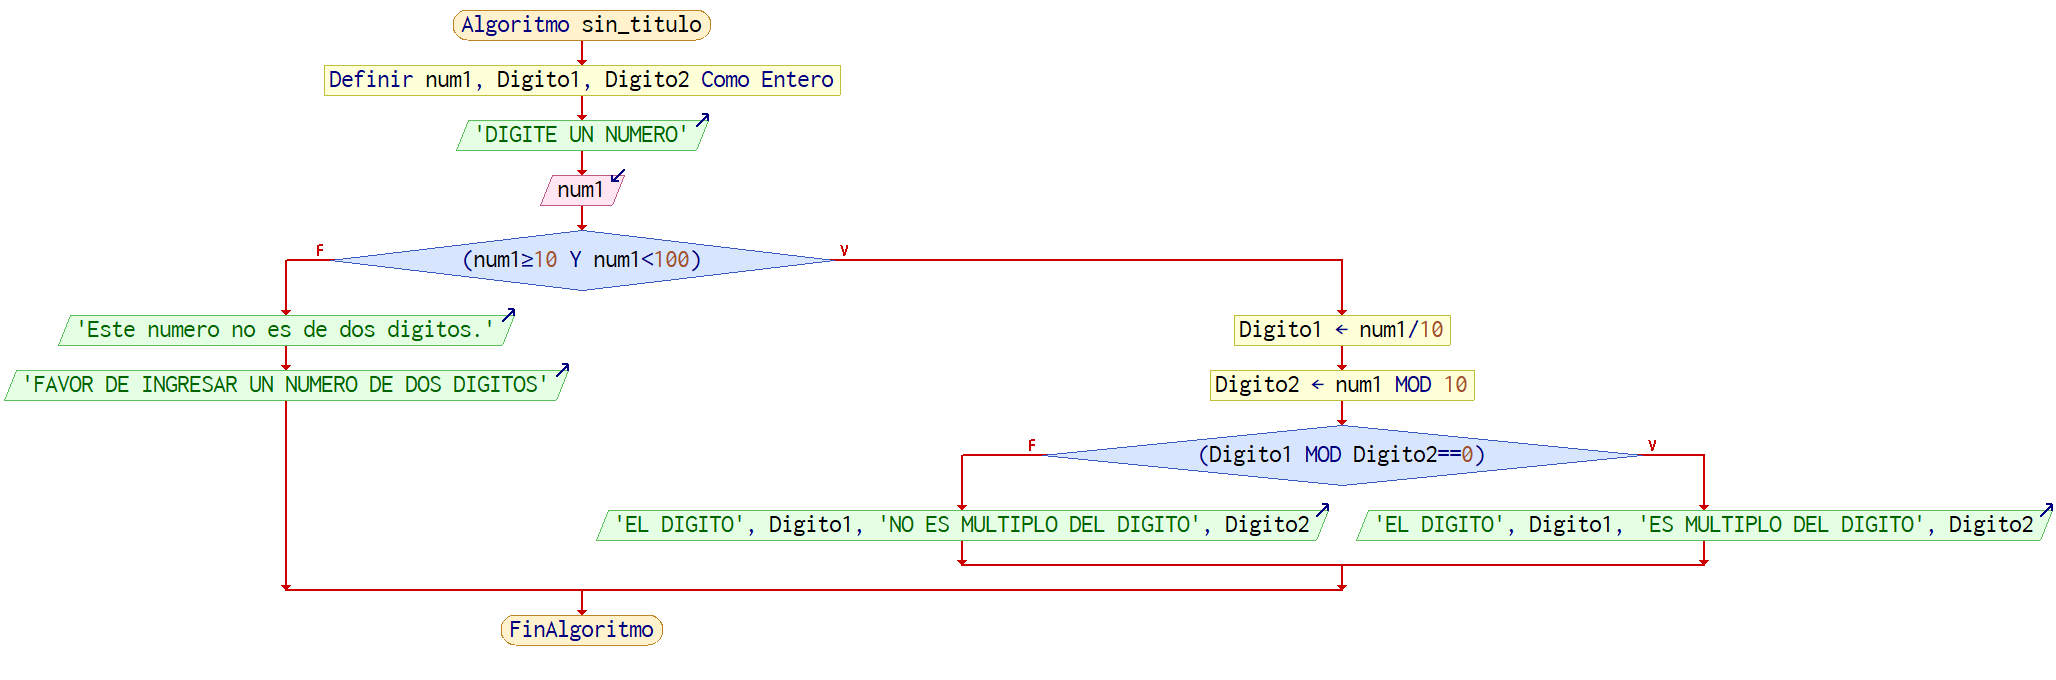 Algoritmo sin_titulo
Definir num1, Digito1, Digito2 Como Entero
'DIGITE UN NUMERO'
num1
F
(num1≥10 Y num1<100)
V
'Este numero no es de dos digitos.'
'FAVOR DE INGRESAR UN NUMERO DE DOS DIGITOS'
Digito1 ← num1/10
Digito2 ← num1 MOD 10
F
(Digito1 MOD Digito2==0)
V
'EL DIGITO', Digito1, 'NO ES MULTIPLO DEL DIGITO', Digito2
'EL DIGITO', Digito1, 'ES MULTIPLO DEL DIGITO', Digito2
FinAlgoritmo